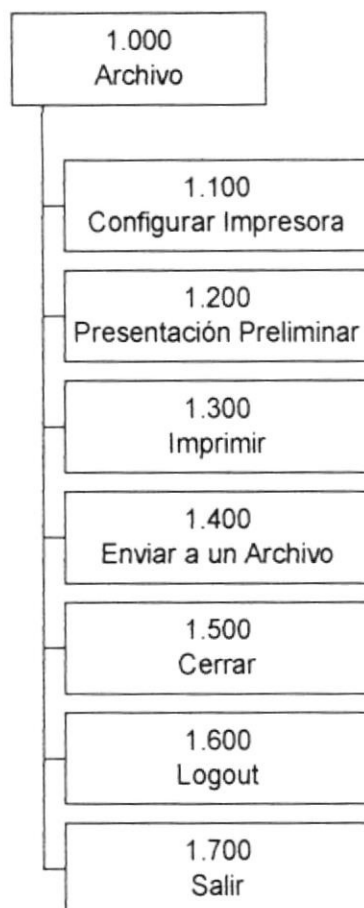 1.000
Archivo
1.100
Configurar Impresora
1.200
Presentación Preliminar
1.300
Imprimir
1.400
Enviar a un Archivo
1.500
Cerrar
1.600
Logout
1.700
Salir